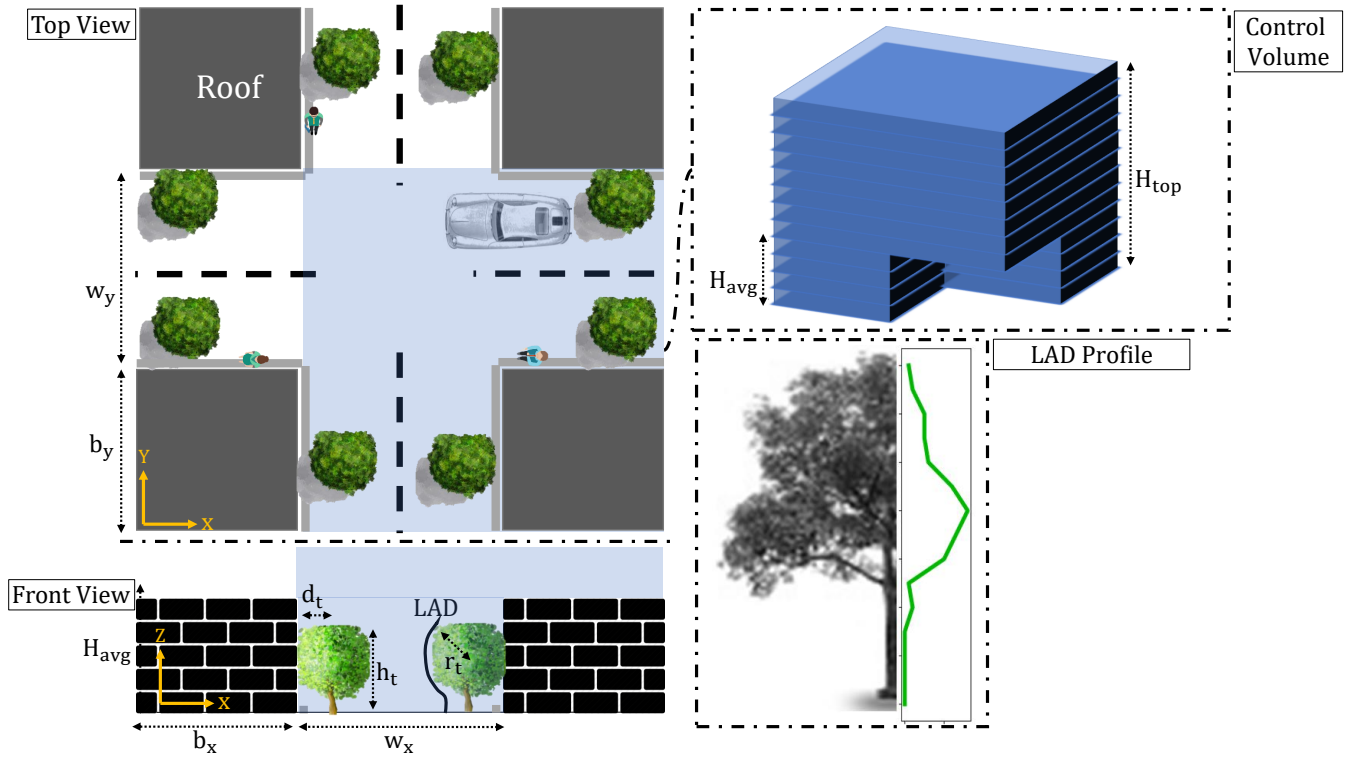 Top View
Roof
w_y
b_y
Y
X
Control
Volume
H_top
H_avg
LAD Profile
Front View
d_t
LAD
H_avg
Z
X
h_t
r_t
b_x
w_x